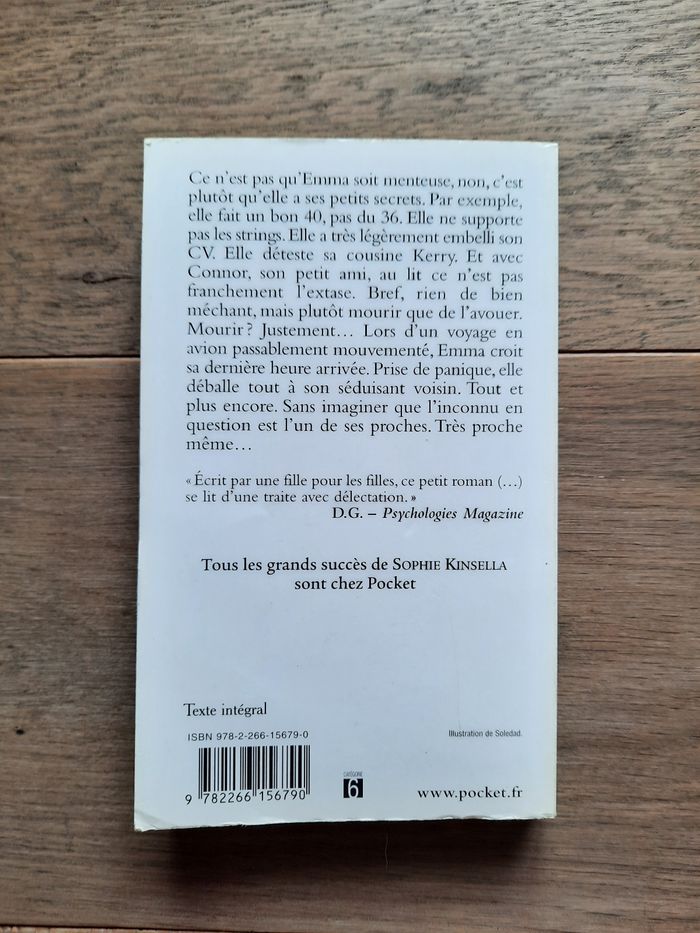 Ce n'est pas qu'Emma soit menteuse, non, c'est
plutôt qu'elle a ses petits secrets. Par exemple,
elle fait un bon 40, pas du 36. Elle ne supporte
pas les strings. Elle a très légèrement embelli son
CV. Elle déteste sa cousine Kerry. Et avec
Connor, son petit ami, au lit ce n'est pas
franchement l'extase. Bref, rien de bien
méchant, mais plutôt mourir que de l'avouer.
Mourir ? Justement… Lors d'un voyage en
avion passablement mouvementé, Emma croit
sa dernière heure arrivée. Prise de panique, elle
déballe tout à son séduisant voisin. Tout et
plus encore. Sans imaginer que l'inconnu en
question est l'un de ses proches. Très proche
même…
« Écrit par une fille pour les filles, ce petit roman (…)
se lit d'une traite avec délectation. »
D.G. – Psychologies Magazine
Tous les grands succès de SOPHIE KINSELLA
sont chez Pocket
Texte intégral
ISBN 978-2-266-15679-0
Illustration de Soledad.
9 782266 156790
CATÉGORIE
6
www.pocket.fr